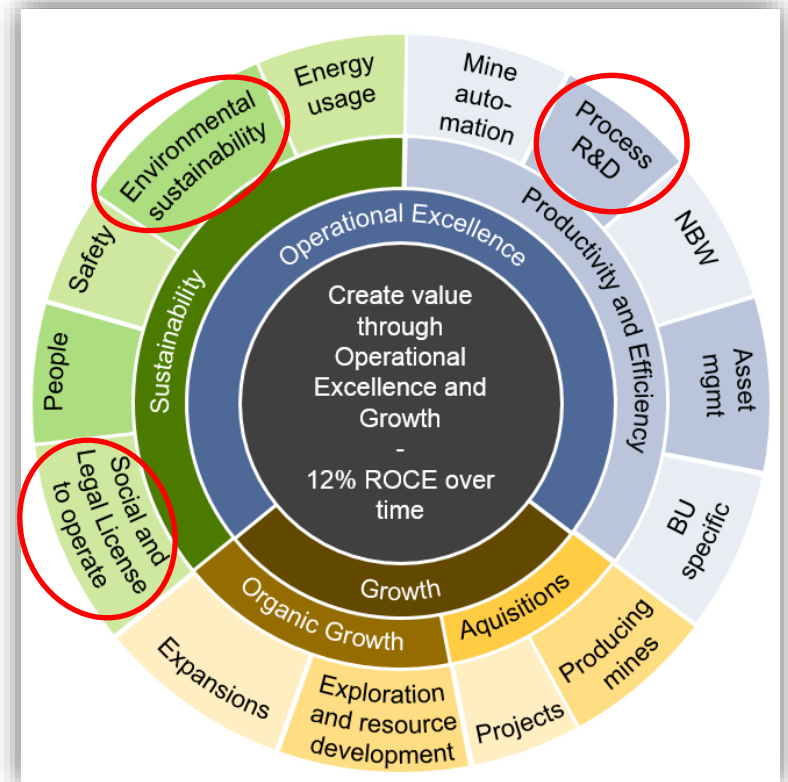 Create value
through
Operational
Excellence and
Growth
-
12% ROCE over
time
Operational Excellence
Growth
Sustainability
Productivity and Efficiency
Organic Growth
Aquisitions
Energy
usage
Mine
auto-
mation
Process
R&D
NBW
Asset
mgmt
BU
specific
Producing
mines
Projects
Exploration
and resource
development
Expansions
Social and
Legal License
to operate
People
Safety
Environmental
sustainability